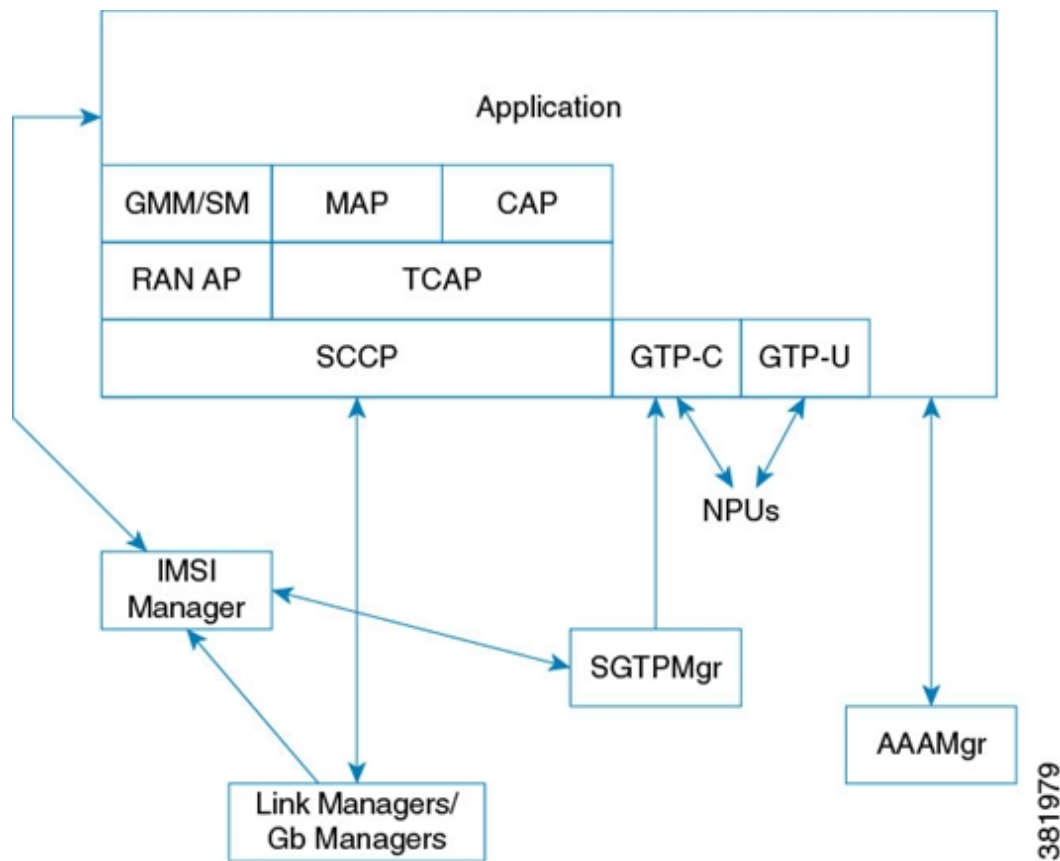 Application
GMM/SM
MAP
CAP
RAN AP
TCAP
SCCP
GTP-C
GTP-U
NPUs
IMSI
Manager
SGTPMgr
AAAMgr
Link Managers/
Gb Managers
381979